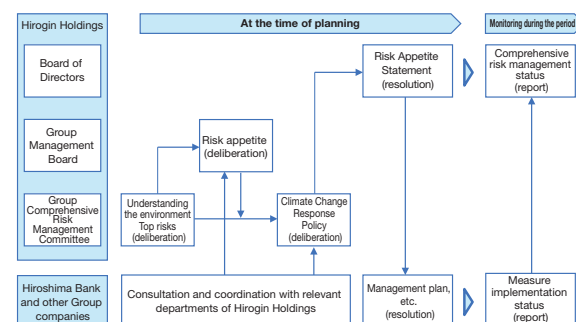 Hirogin Holdings
At the time of planning
Monitoring during the period
Board of
Directors
Risk Appetite
Statement
(resolution)
Comprehensive
risk management
status
(report)
Group
Management
Board
Risk appetite
(deliberation)
Group
Comprehensive
Risk
Management
Committee
Understanding
the environment
Top risks
(deliberation)
Climate Change
Response
Policy
(deliberation)
Hiroshima Bank
and other Group
companies
Consultation and coordination with relevant
departments of Hirogin Holdings
Management plan,
etc.
(resolution)
Measure
implementation
status
(report)